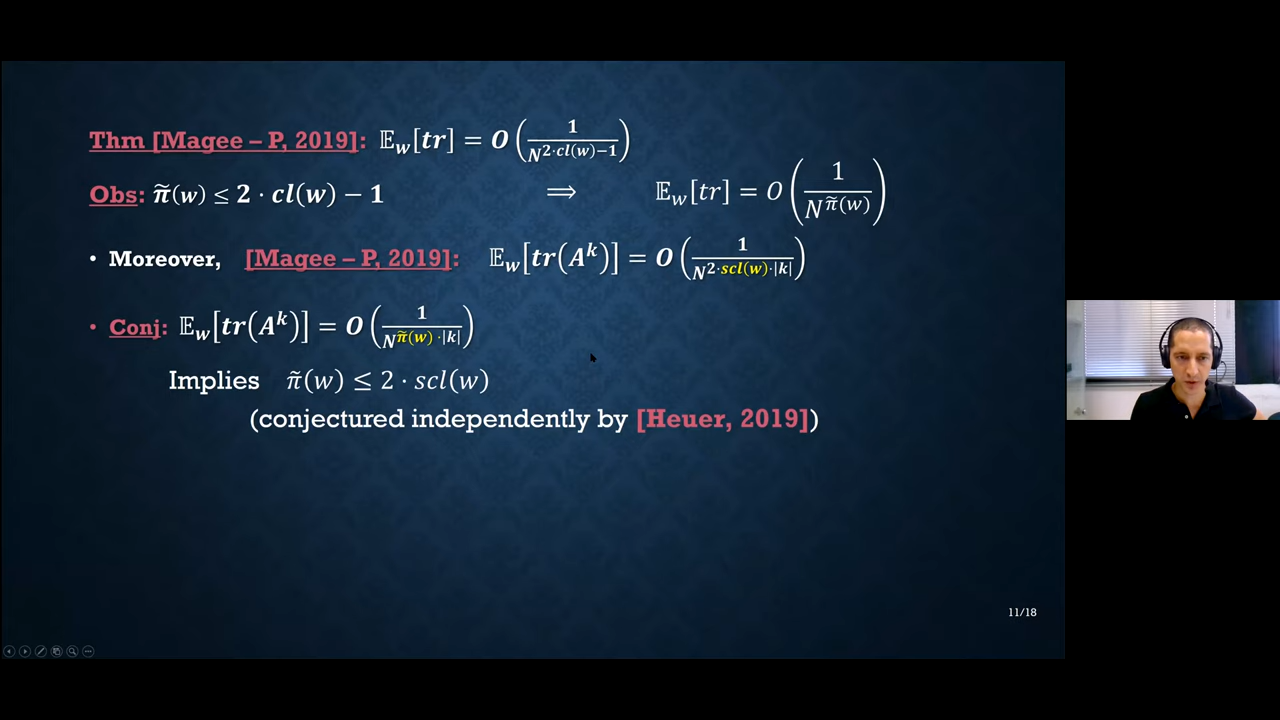 Thm [Magee – P, 2019]: 𝔼_w[tr] = O(1/N^{2·cl(w)−1})
Obs: π̃(w) ≤ 2 · cl(w) − 1 ⟹ 𝔼_w[tr] = O(1/N^{π̃(w)})
• Moreover, [Magee – P, 2019]: 𝔼_w[tr(A^k)] = O(1/N^{2·scl(w)·|k|})
• Conj: 𝔼_w[tr(A^k)] = O(1/N^{π̃(w)·|k|})
Implies π̃(w) ≤ 2 · scl(w)
(conjectured independently by [Heuer, 2019])
11/18